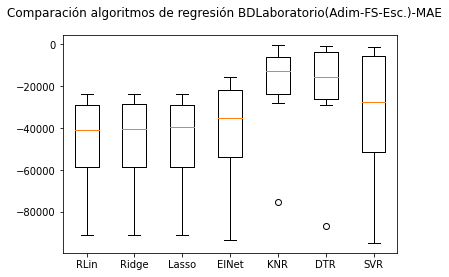 Comparación algoritmos de regresión BDLaboratorio(Adim-FS-Esc.)-MAE
0
−20000
−40000
−60000
−80000
RLin Ridge Lasso ElNet KNR DTR SVR